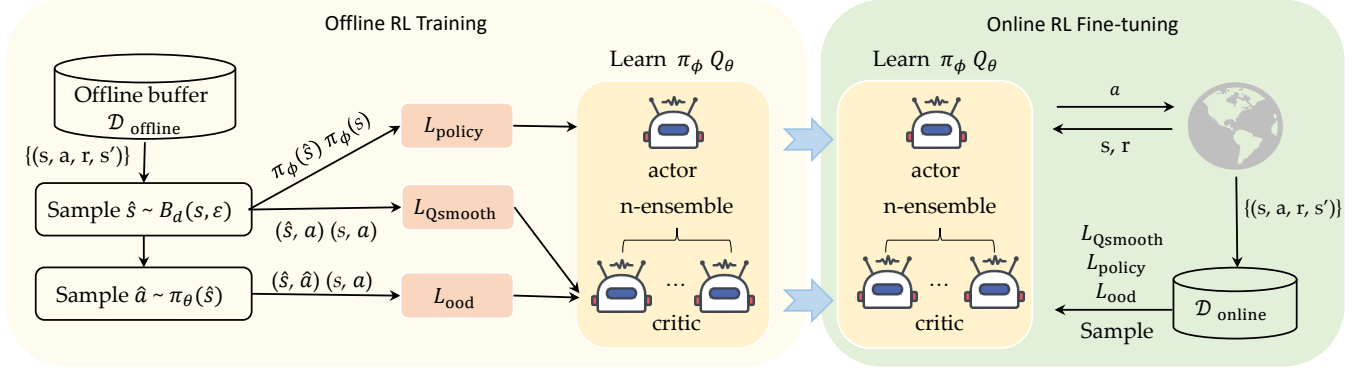 Offline RL Training
Offline buffer
𝒟 offline
{(s, a, r, s')}
Sample ŝ ~ B_d(s, ε)
Sample â ~ π_θ(ŝ)
π_ϕ(ŝ) π_ϕ(s)
(ŝ, a) (s, a)
(ŝ, â) (s, a)
L_policy
L_Qsmooth
L_ood
Learn π_ϕ Q_θ
actor
n-ensemble
...
critic
Online RL Fine-tuning
Learn π_ϕ Q_θ
actor
n-ensemble
...
critic
a
s, r
{(s, a, r, s')}
L_Qsmooth
L_policy
L_ood
Sample
𝒟 online